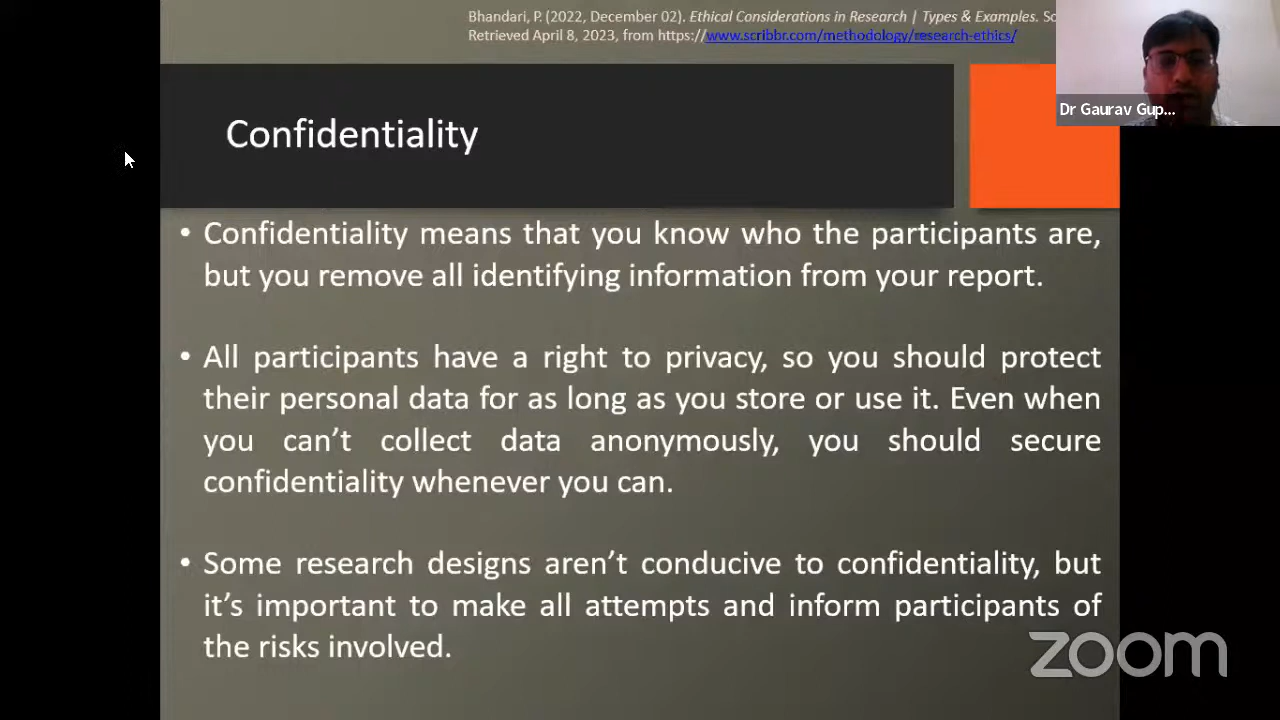 Bhandari, P. (2022, December 02). Ethical Considerations in Research | Types & Examples.
Retrieved April 8, 2023, from https://www.scribbr.com/methodology/research-ethics/
Dr Gaurav Gup...
Confidentiality
• Confidentiality means that you know who the participants are,
but you remove all identifying information from your report.
• All participants have a right to privacy, so you should protect
their personal data for as long as you store or use it. Even when
you can’t collect data anonymously, you should secure
confidentiality whenever you can.
• Some research designs aren’t conducive to confidentiality, but
it’s important to make all attempts and inform participants of
the risks involved.
zoom